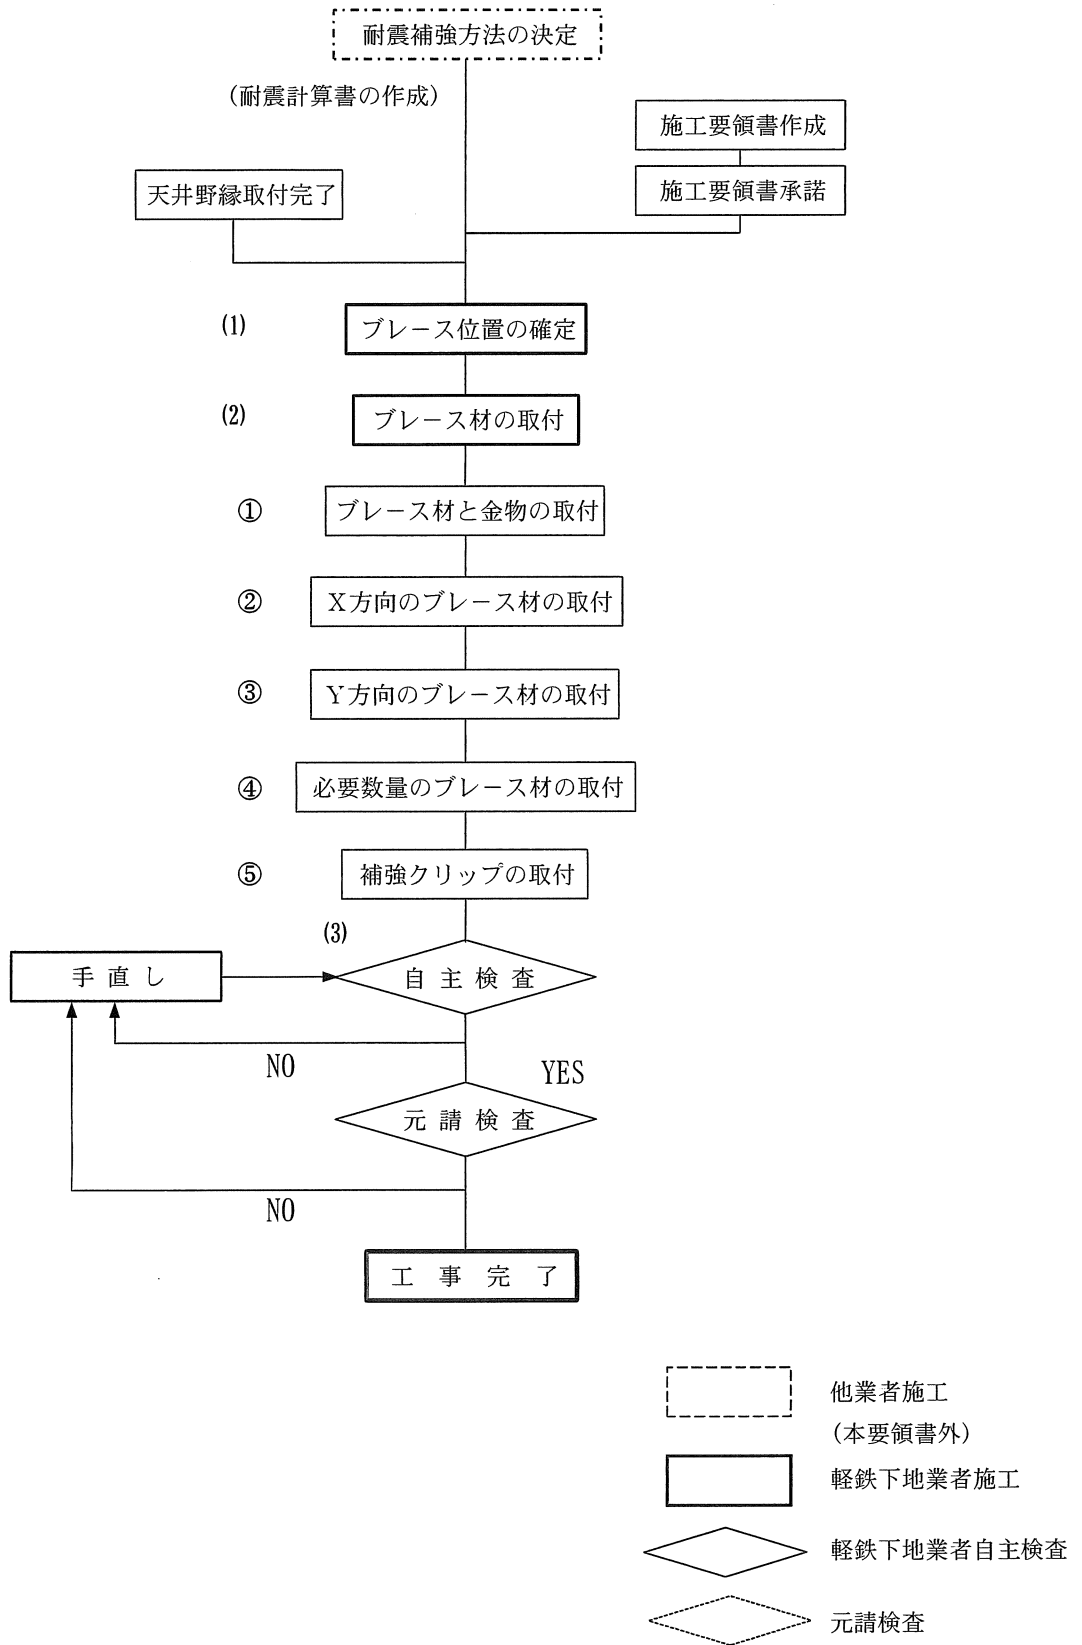 耐震補強方法の決定
(耐震計算書の作成)
施工要領書作成
天井野縁取付完了
施工要領書承諾
(1) ブレース位置の確定
(2) ブレース材の取付
① ブレース材と金物の取付
② X方向のブレース材の取付
③ Y方向のブレース材の取付
④ 必要数量のブレース材の取付
⑤ 補強クリップの取付
(3)
手直し
自主検査
NO
YES
元請検査
NO
工事完了
他業者施工
(本要領書外)
軽鉄下地業者施工
軽鉄下地業者自主検査
元請検査